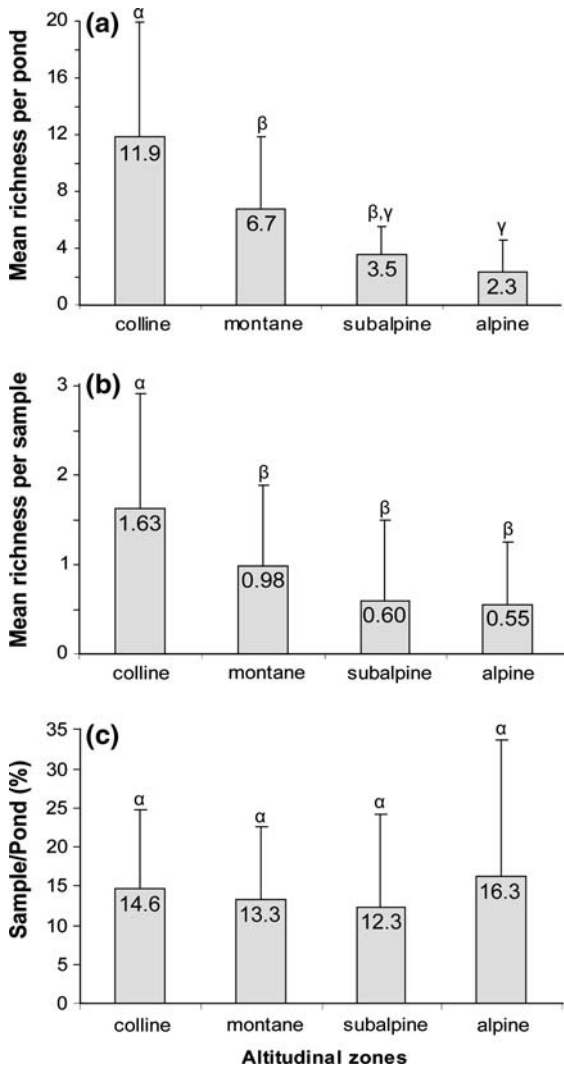 (a)
Mean richness per pond
20
16
12
8
4
0
α
β
β,γ
γ
11.9
6.7
3.5
2.3
colline montane subalpine alpine
(b)
Mean richness per sample
3
2
1
0
α
β
β
β
1.63
0.98
0.60
0.55
colline montane subalpine alpine
(c)
Sample/Pond (%)
35
30
25
20
15
10
5
0
α
α
α
α
14.6
13.3
12.3
16.3
colline montane subalpine alpine
Altitudinal zones